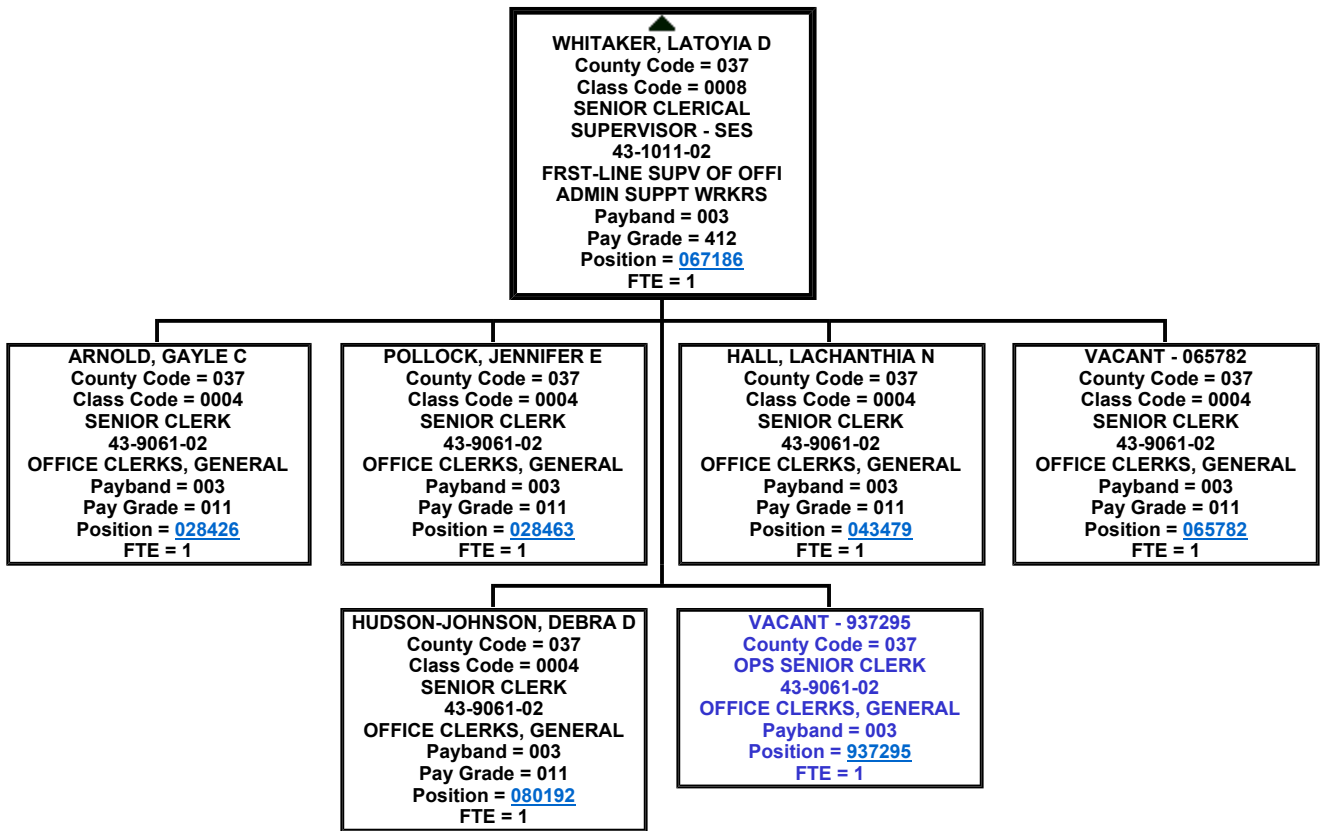 WHITAKER, LATOYIA D
County Code = 037
Class Code = 0008
SENIOR CLERICAL
SUPERVISOR - SES
43-1011-02
FRST-LINE SUPV OF OFFI
ADMIN SUPPT WRKRS
Payband = 003
Pay Grade = 412
Position = 067186
FTE = 1
ARNOLD, GAYLE C
County Code = 037
Class Code = 0004
SENIOR CLERK
43-9061-02
OFFICE CLERKS, GENERAL
Payband = 003
Pay Grade = 011
Position = 028426
FTE = 1
POLLOCK, JENNIFER E
County Code = 037
Class Code = 0004
SENIOR CLERK
43-9061-02
OFFICE CLERKS, GENERAL
Payband = 003
Pay Grade = 011
Position = 028463
FTE = 1
HALL, LACHANTHIA N
County Code = 037
Class Code = 0004
SENIOR CLERK
43-9061-02
OFFICE CLERKS, GENERAL
Payband = 003
Pay Grade = 011
Position = 043479
FTE = 1
VACANT - 065782
County Code = 037
Class Code = 0004
SENIOR CLERK
43-9061-02
OFFICE CLERKS, GENERAL
Payband = 003
Pay Grade = 011
Position = 065782
FTE = 1
HUDSON-JOHNSON, DEBRA D
County Code = 037
Class Code = 0004
SENIOR CLERK
43-9061-02
OFFICE CLERKS, GENERAL
Payband = 003
Pay Grade = 011
Position = 080192
FTE = 1
VACANT - 937295
County Code = 037
OPS SENIOR CLERK
43-9061-02
OFFICE CLERKS, GENERAL
Payband = 003
Position = 937295
FTE = 1